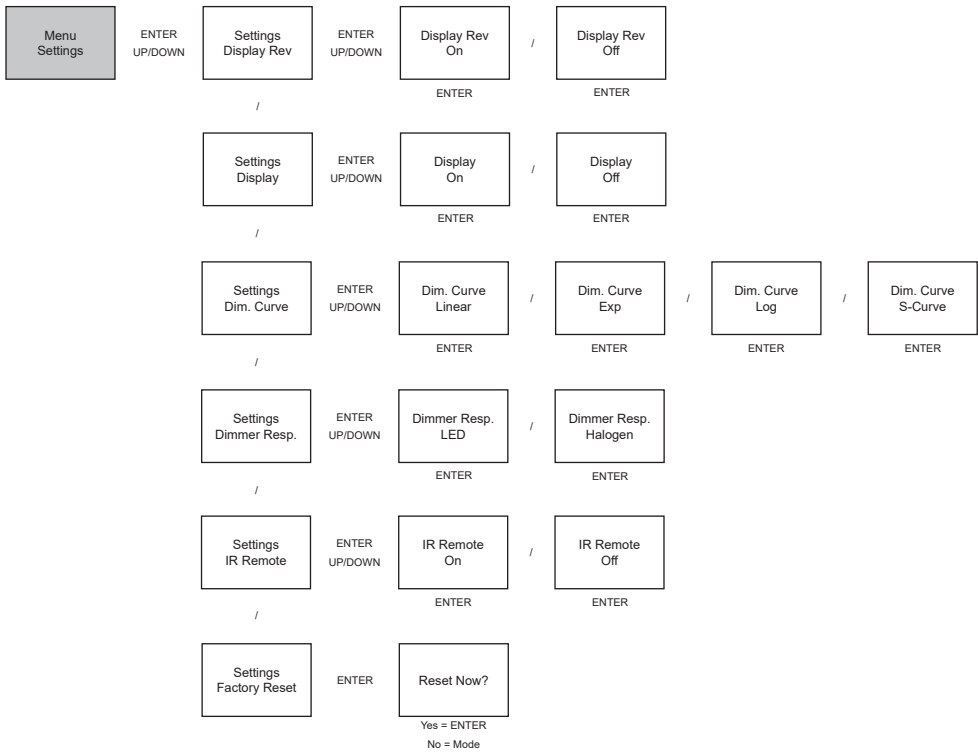 Menu
Settings
ENTER
UP/DOWN
Settings
Display Rev
ENTER
UP/DOWN
Display Rev
On
/
Display Rev
Off
ENTER
ENTER
/
Settings
Display
ENTER
UP/DOWN
Display
On
/
Display
Off
ENTER
ENTER
/
Settings
Dim. Curve
ENTER
UP/DOWN
Dim. Curve
Linear
/
Dim. Curve
Exp
/
Dim. Curve
Log
/
Dim. Curve
S-Curve
ENTER
ENTER
ENTER
ENTER
/
Settings
Dimmer Resp.
ENTER
UP/DOWN
Dimmer Resp.
LED
/
Dimmer Resp.
Halogen
ENTER
ENTER
/
Settings
IR Remote
ENTER
UP/DOWN
IR Remote
On
/
IR Remote
Off
ENTER
ENTER
/
Settings
Factory Reset
ENTER
Reset Now?
Yes = ENTER
No = Mode